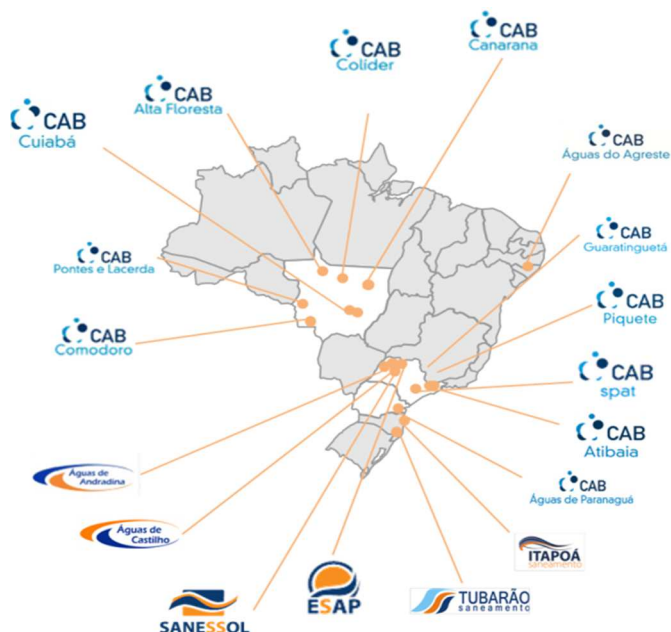 CAB
Canarana
CAB
Colíder
CAB
Alta Floresta
CAB
Cuiabá
CAB
Águas do Agreste
CAB
Guaratinguetá
CAB
Pontes e Lacerda
CAB
Piquete
CAB
Comodoro
CAB
spat
CAB
Atibaia
Águas de
Andradina
CAB
Águas de Paranaguá
Águas de
Castilho
ITAPOÁ
saneamento
ESAP
TUBARÃO
saneamento
SANESSOL